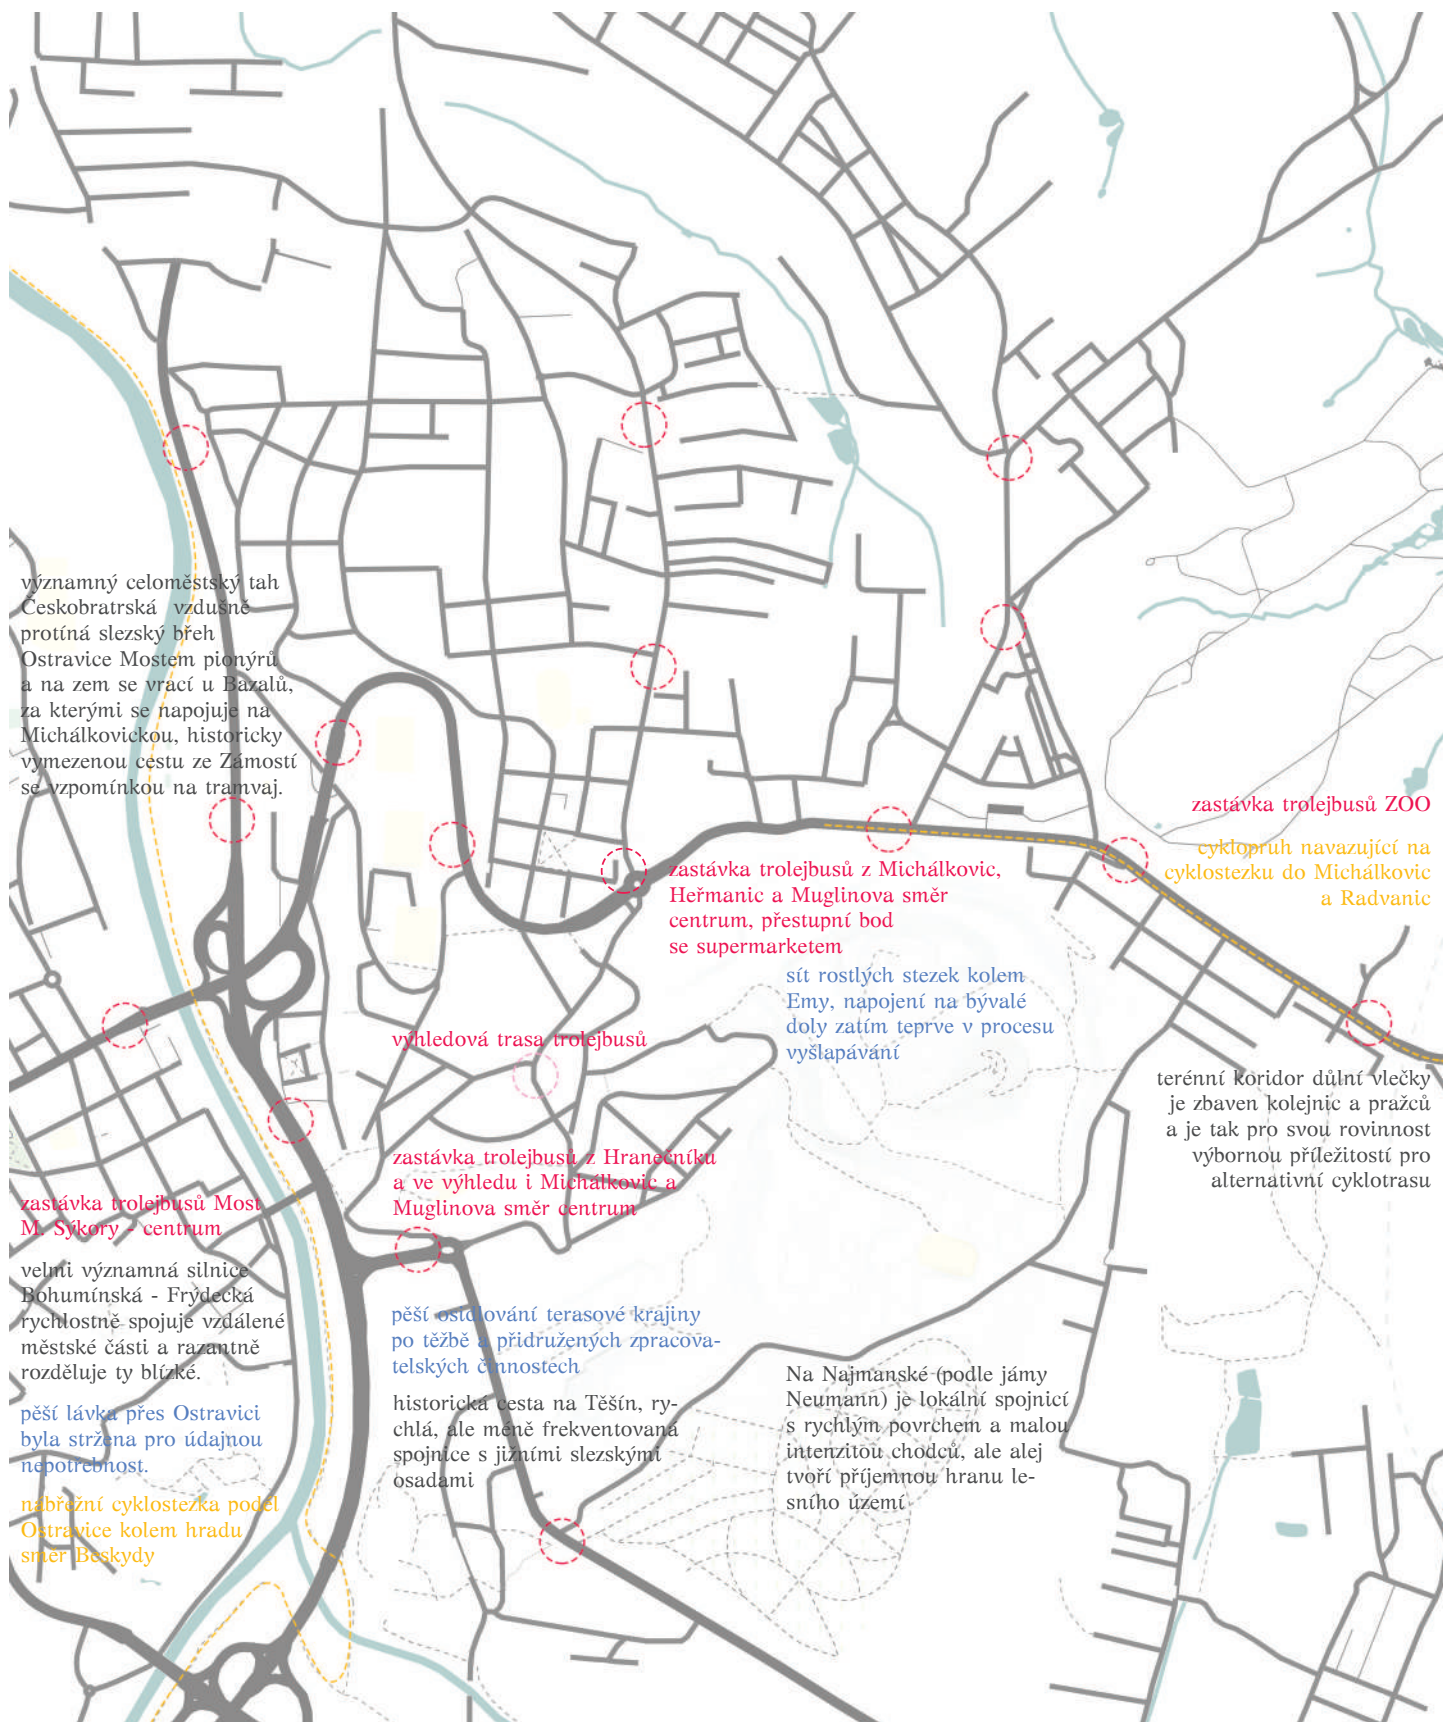 významný celoměstský tah
Českobratrská vzdušně
protíná slezský břeh
Ostravice Mostem pionýrů
a na zem se vrací u Bazalů,
za kterými se napojuje na
Michálkovickou, historicky
vymezenou cestu ze Zámostí
se vzpomínkou na tramvaj.
zastávka trolejbusů ZOO
cyklopruh navazující na
cyklostezku do Michálkovic
a Radvanic
zastávka trolejbusů z Michálkovic,
Heřmanic a Muglinova směr
centrum, přestupní bod
se supermarketem
sít rostlých stezek kolem
Emy, napojení na bývalé
doly zatím teprve v procesu
vyšlapávání
výhledová trasa trolejbusů
terénní koridor důlní vlečky
je zbaven kolejnic a pražců
a je tak pro svou rovinnost
výbornou příležitostí pro
alternativní cyklotrasu
zastávka trolejbusů z Hranečníku
a ve výhledu i Michálkovic a
Muglinova směr centrum
zastávka trolejbusů Most
M. Sýkory - centrum
velmi významná silnice
Bohumínská - Frýdecká
rychlostně spojuje vzdálené
městské části a razantně
rozděluje ty blízké.
pěší lávka přes Ostravici
byla stržena pro údajnou
nepotřebnost.
nábřežní cyklostezka podél
Ostravice kolem hradu
směr Beskydy
pěší ostdlování terasové krajiny
po těžbě a přidružených zpracova-
telských činnostech
historická cesta na Těšín, ry-
chlá, ale méně frekventovaná
spojnice s jižními slezskými
osadami
Na Najmanské (podle jámy
Neumann) je lokální spojnicí
s rychlým povrchem a malou
intenzitou chodců, ale alej
tvoří příjemnou hranu le-
sního území